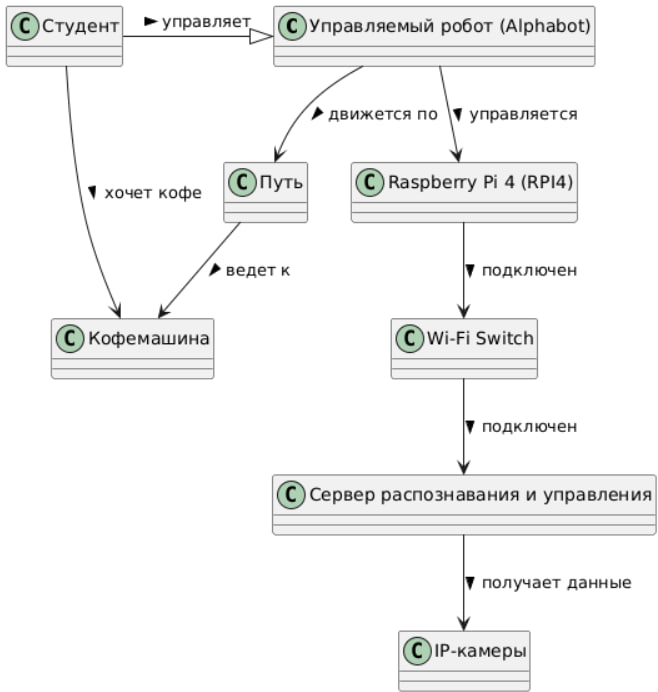 C Студент
управляет
C Управляемый робот (Alphabot)
движется по
управляется
хочет кофе
C Путь
C Raspberry Pi 4 (RPI4)
ведет к
подключен
C Кофемашина
C Wi-Fi Switch
подключен
C Сервер распознавания и управления
получает данные
C IP-камеры